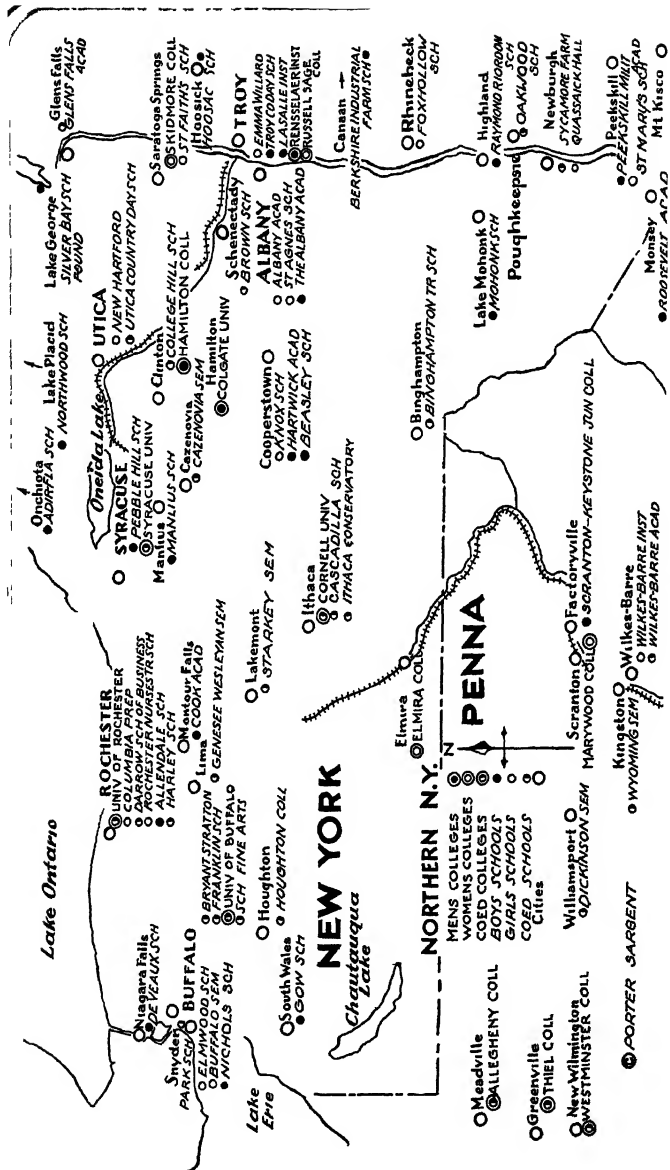 Lake Ontario
Niagara Falls
DEVEAUX SCH
Snyder
PARK SCH
BUFFALO
ELMWOOD SCH
BUFFALO SEM
NICHOLS SCH
BRYANT STRATION
FRANKLIN SCH
UNIV OF BUFFALO
SCH FINE ARTS
Lake
Erie
South Wales
GOW SCH
Houghton
HOUGHTON COLL
Chautauqua
Lake
ROCHESTER
UNIV OF ROCHESTER
COLUMBIA PREP
DARROW SCH OF BUSINESS
ROCHESTER NURSES TR SCH
ALLENDALE SCH
HARLEY SCH
Montour Falls
COOK ACAD
Lima
GENESEE WESLEYAN SEM
Lakemont
STARKEY SEM
Onchiota
ADIR-FLA SCH
Lake Placid
NORTHWOOD SCH
Oneida Lake
SYRACUSE
PEBBLE HILL SCH
SYRACUSE UNIV
Manlius
MANLIUS SCH
Cazenovia
CAZENOVIA SEM
UTICA
NEW HARTFORD
UTICA COUNTRY DAY SCH
Clinton
COLLEGE HILL SCH
HAMILTON COLL
Hamilton
COLGATE UNIV
Cooperstown
KNOX SCH
HARTWICK ACAD
BEASLEY SCH
Ithaca
CORNELL UNIV
CASCADILLA SCH
ITHACA CONSERVATORY
Lake George
SILVER BAY SCH
POUND
Glens Falls
GLENS FALLS
ACAD
Saratoga Springs
SKIDMORE COLL
ST FAITH'S SCH
Hoosick
HOOSAC SCH
Schenectady
BROWN SCH
TROY
EMMA WILLARD
TROY CO DAY SCH
LA SALLE INST
RENSSELAER INST
RUSSELL SAGE
COLL
ALBANY
ALBANY ACAD
ST AGNES SCH
THE ALBANY ACAD
Canaan
BERKSHIRE INDUSTRIAL
FARM SCH
Rhinebeck
FOXHOLLOW
SCH
Binghampton
BINGHAMPTON TR SCH
Lake Mohonk
MOHONK SCH
Highland
RAYMOND RIORDON
SCH
Poughkeepsie
OAKWOOD
SCH
Newburgh
SYCAMORE FARM
QUASSAICK HALL
Peekskill
PEEKSKILL MILIT ACAD
ST MARY'S SCH
Mt Kisco
Monsey
ROOSEVELT ACAD
NEW YORK
NORTHERN N.Y.
Elmira
ELMIRA COLL
N
PENNA
MENS COLLEGES
WOMENS COLLEGES
COED COLLEGES
BOYS SCHOOLS
GIRLS SCHOOLS
COED SCHOOLS
Cities
Meadville
ALLEGHENY COLL
Greenville
THIEL COLL
New Wilmington
WESTMINSTER COLL
Williamsport
DICKINSON SEM
Scranton
MARYWOOD COLL
Factoryville
SCRANTON-KEYSTONE JUN COLL
Kingston
WYOMING SEM
Wilkes-Barre
WILKES-BARRE INST
WILKES-BARRE ACAD
© PORTER SARGENT